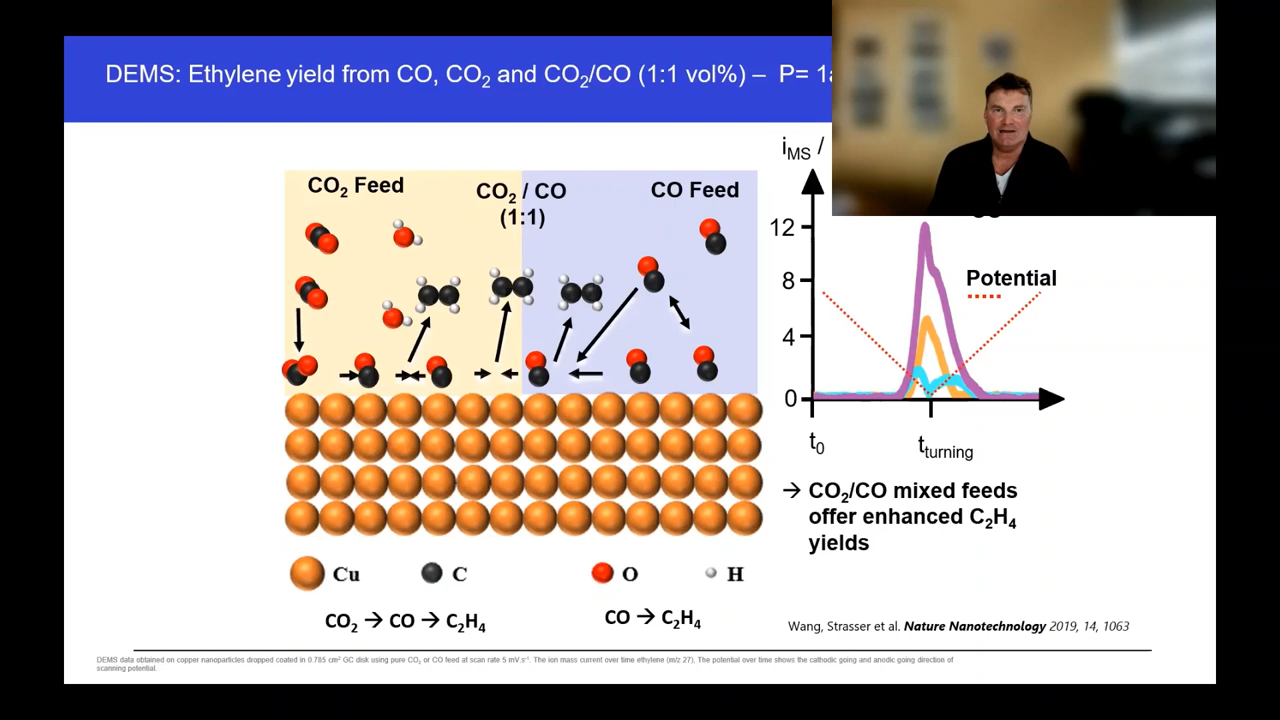 DEMS: Ethylene yield from CO, CO₂ and CO₂/CO (1:1 vol%) – P= 1
CO₂ Feed
CO₂ / CO
(1:1)
CO Feed
i_MS /
12
8
4
0
Potential
t₀
t_turning
→ CO₂/CO mixed feeds
offer enhanced C₂H₄
yields
Cu
C
O
H
CO₂ → CO → C₂H₄
CO → C₂H₄
Wang, Strasser et al. Nature Nanotechnology 2019, 14, 1063
DEMS data obtained on copper nanoparticles dropped coated in 0.785 cm² GC disk using pure CO₂ or CO feed at scan rate 5 mV.s⁻¹. The ion mass current over time ethylene (m/z 27), The potential over time shows the cathodic going and anodic going direction of
scanning potential.